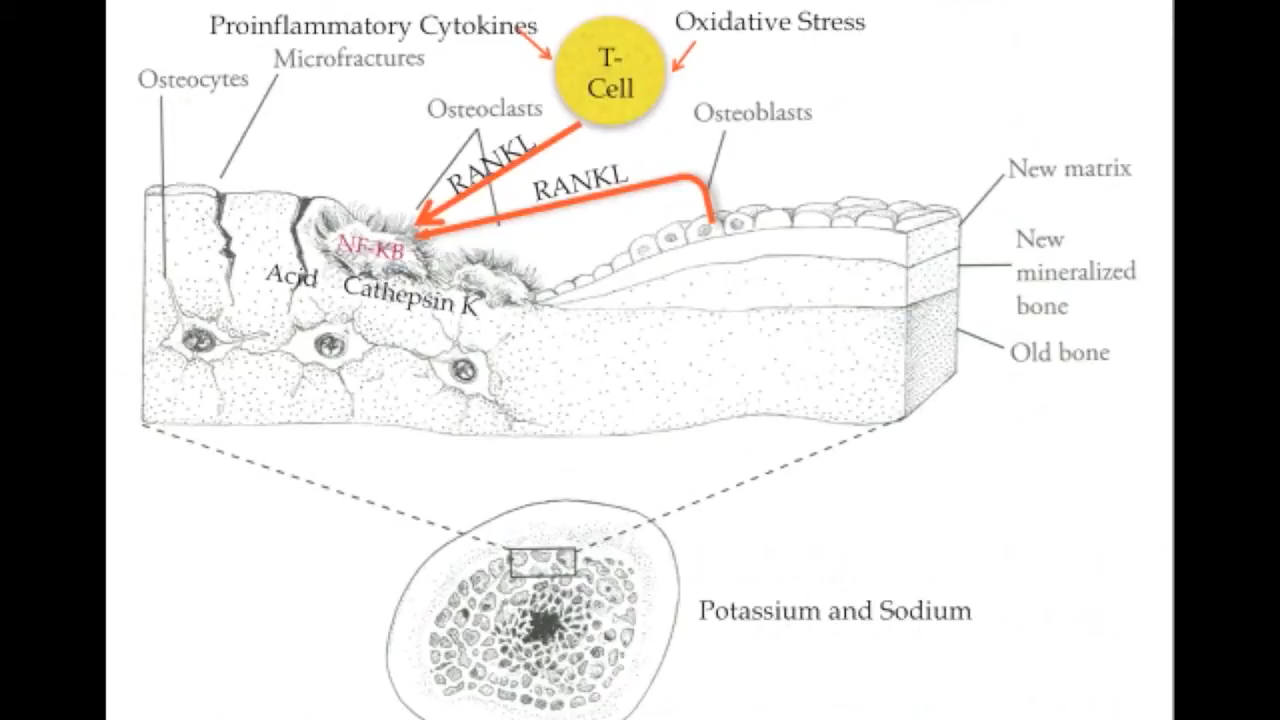 Proinflammatory Cytokines
Oxidative Stress
T-
Cell
Microfractures
Osteocytes
Osteoclasts
Osteoblasts
RANKL
RANKL
New matrix
NF-KB
New
mineralized
bone
Acid
Cathepsin K
Old bone
Potassium and Sodium